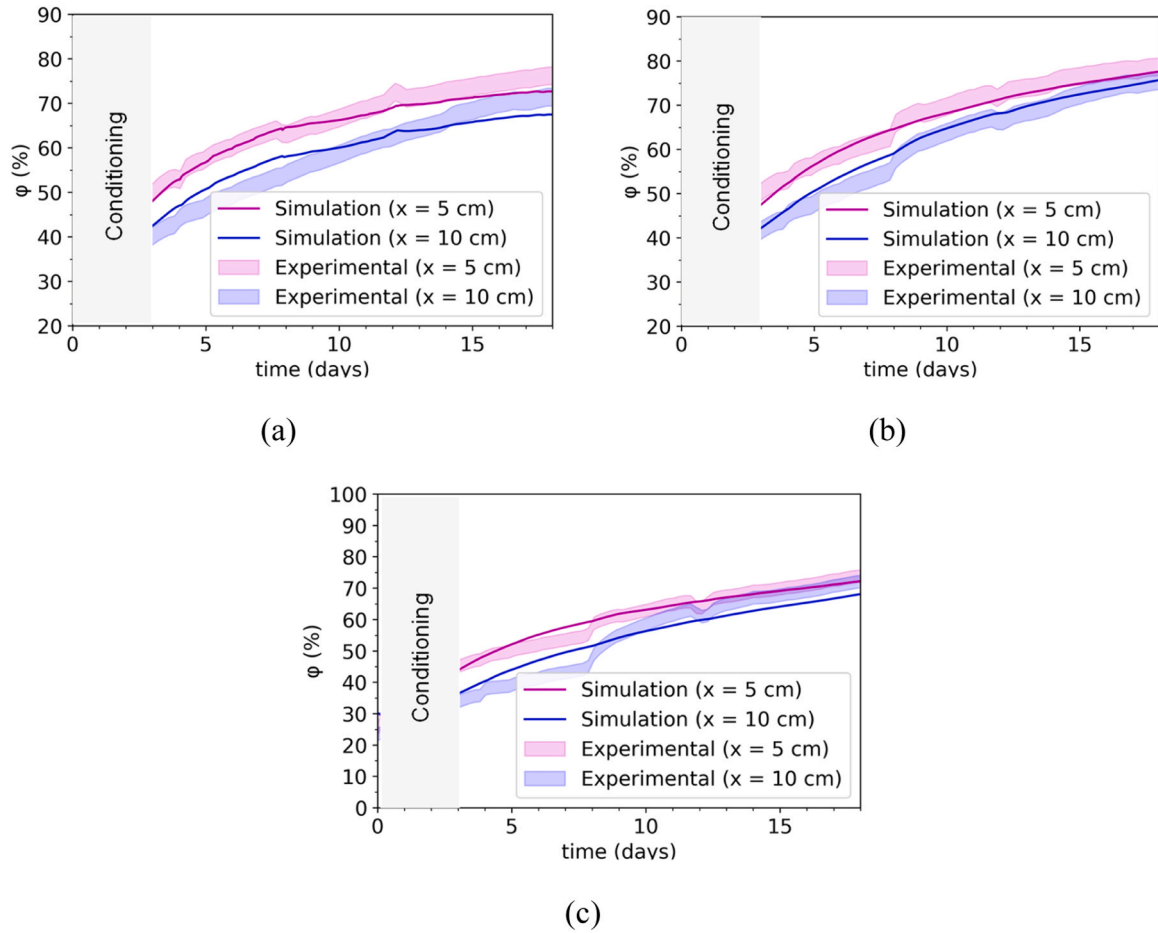 90
80
70
60
50
40
30
20
φ (%)
Conditioning
Simulation (x = 5 cm)
Simulation (x = 10 cm)
Experimental (x = 5 cm)
Experimental (x = 10 cm)
0 5 10 15
time (days)
(a)
90
80
70
60
50
40
30
20
φ (%)
Conditioning
Simulation (x = 5 cm)
Simulation (x = 10 cm)
Experimental (x = 5 cm)
Experimental (x = 10 cm)
0 5 10 15
time (days)
(b)
100
90
80
70
60
50
40
30
20
10
0
φ (%)
Conditioning
Simulation (x = 5 cm)
Simulation (x = 10 cm)
Experimental (x = 5 cm)
Experimental (x = 10 cm)
0 5 10 15
time (days)
(c)